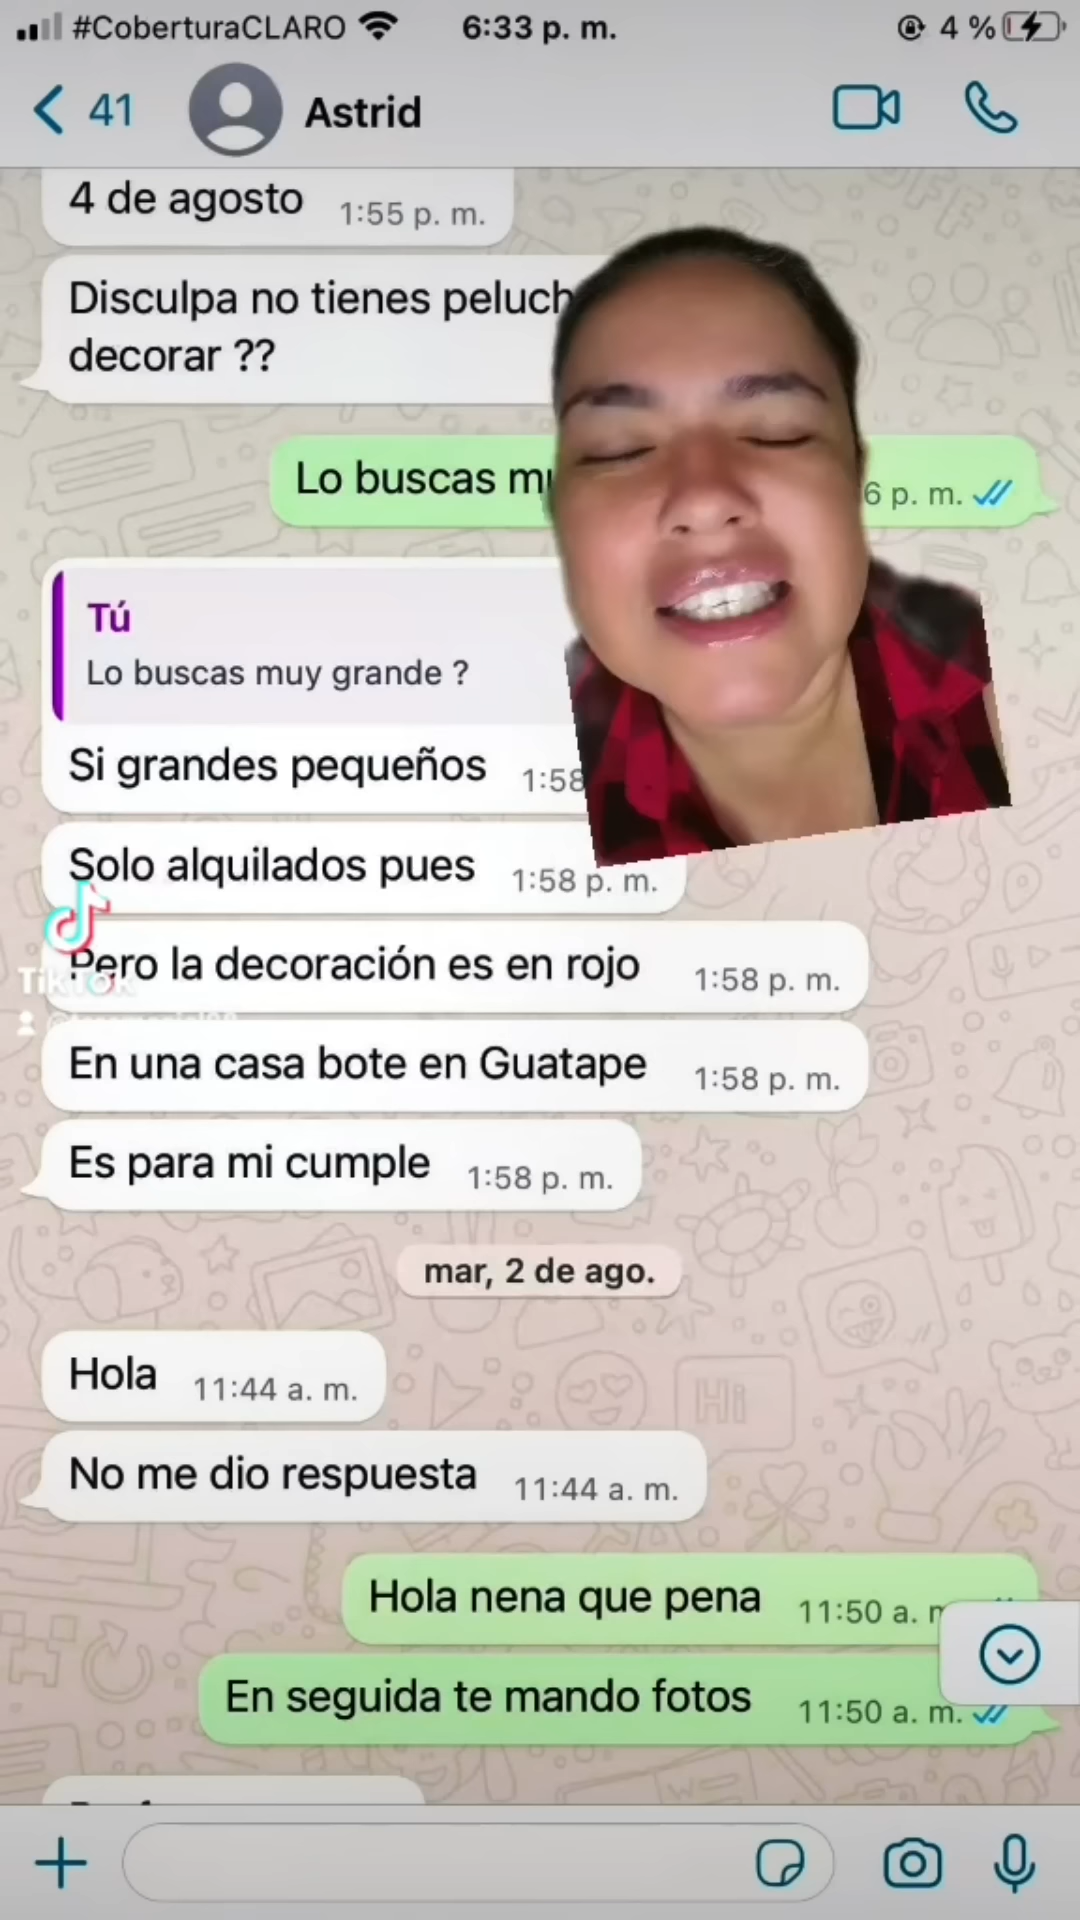 #CoberturaCLARO 6:33 p. m. 4 %
41 Astrid
4 de agosto 1:55 p. m.
Disculpa no tienes peluch
decorar ??
Lo buscas 6 p. m.
Tú
Lo buscas muy grande ?
Si grandes pequeños 1:58
Solo alquilados pues 1:58 p. m.
Pero la decoración es en rojo 1:58 p. m.
TikTok
En una casa bote en Guatape 1:58 p. m.
Es para mi cumple 1:58 p. m.
mar, 2 de ago.
Hola 11:44 a. m.
No me dio respuesta 11:44 a. m.
Hola nena que pena 11:50 a.
En seguida te mando fotos 11:50 a. m.